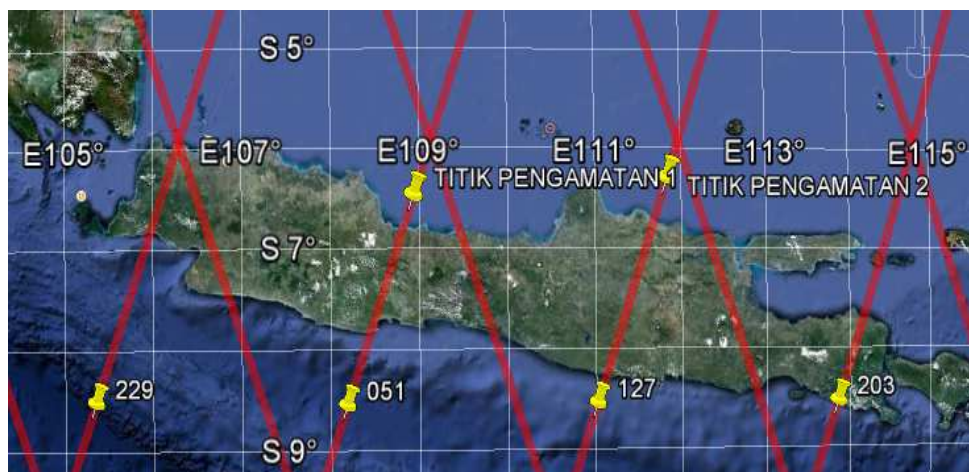 S 5°
E105°
E107°
E109°
E111°
E113°
E115°
TITIK PENGAMATAN 1
TITIK PENGAMATAN 2
S 7°
229
051
127
203
S 9°